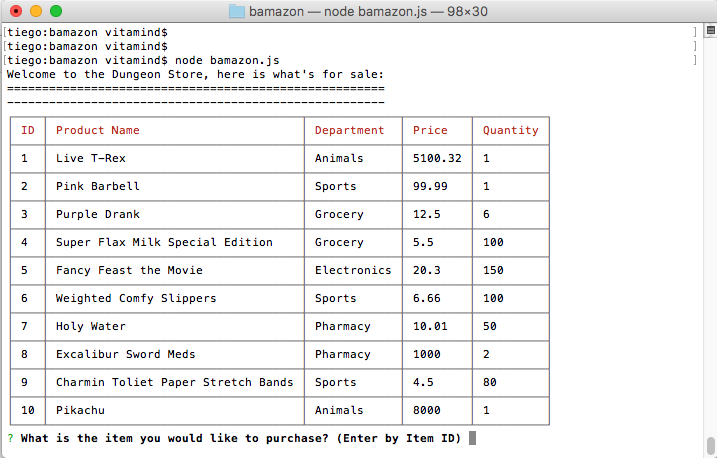 bamazon — node bamazon.js — 98×30
[tiego:bamazon vitamind$ ]
[tiego:bamazon vitamind$ ]
[tiego:bamazon vitamind$ node bamazon.js ]
Welcome to the Dungeon Store, here is what's for sale:
======================================================
------------------------------------------------------
ID Product Name Department Price Quantity
1 Live T-Rex Animals 5100.32 1
2 Pink Barbell Sports 99.99 1
3 Purple Drank Grocery 12.5 6
4 Super Flax Milk Special Edition Grocery 5.5 100
5 Fancy Feast the Movie Electronics 20.3 150
6 Weighted Comfy Slippers Sports 6.66 100
7 Holy Water Pharmacy 10.01 50
8 Excalibur Sword Meds Pharmacy 1000 2
9 Charmin Toliet Paper Stretch Bands Sports 4.5 80
10 Pikachu Animals 8000 1
? What is the item you would like to purchase? (Enter by Item ID)